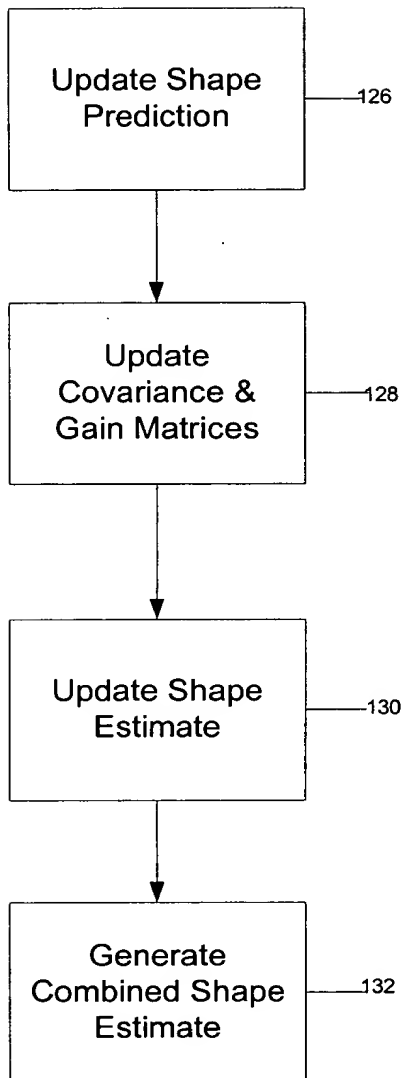 Update Shape
Prediction
126
Update
Covariance &
Gain Matrices
128
Update Shape
Estimate
130
Generate
Combined Shape
Estimate
132